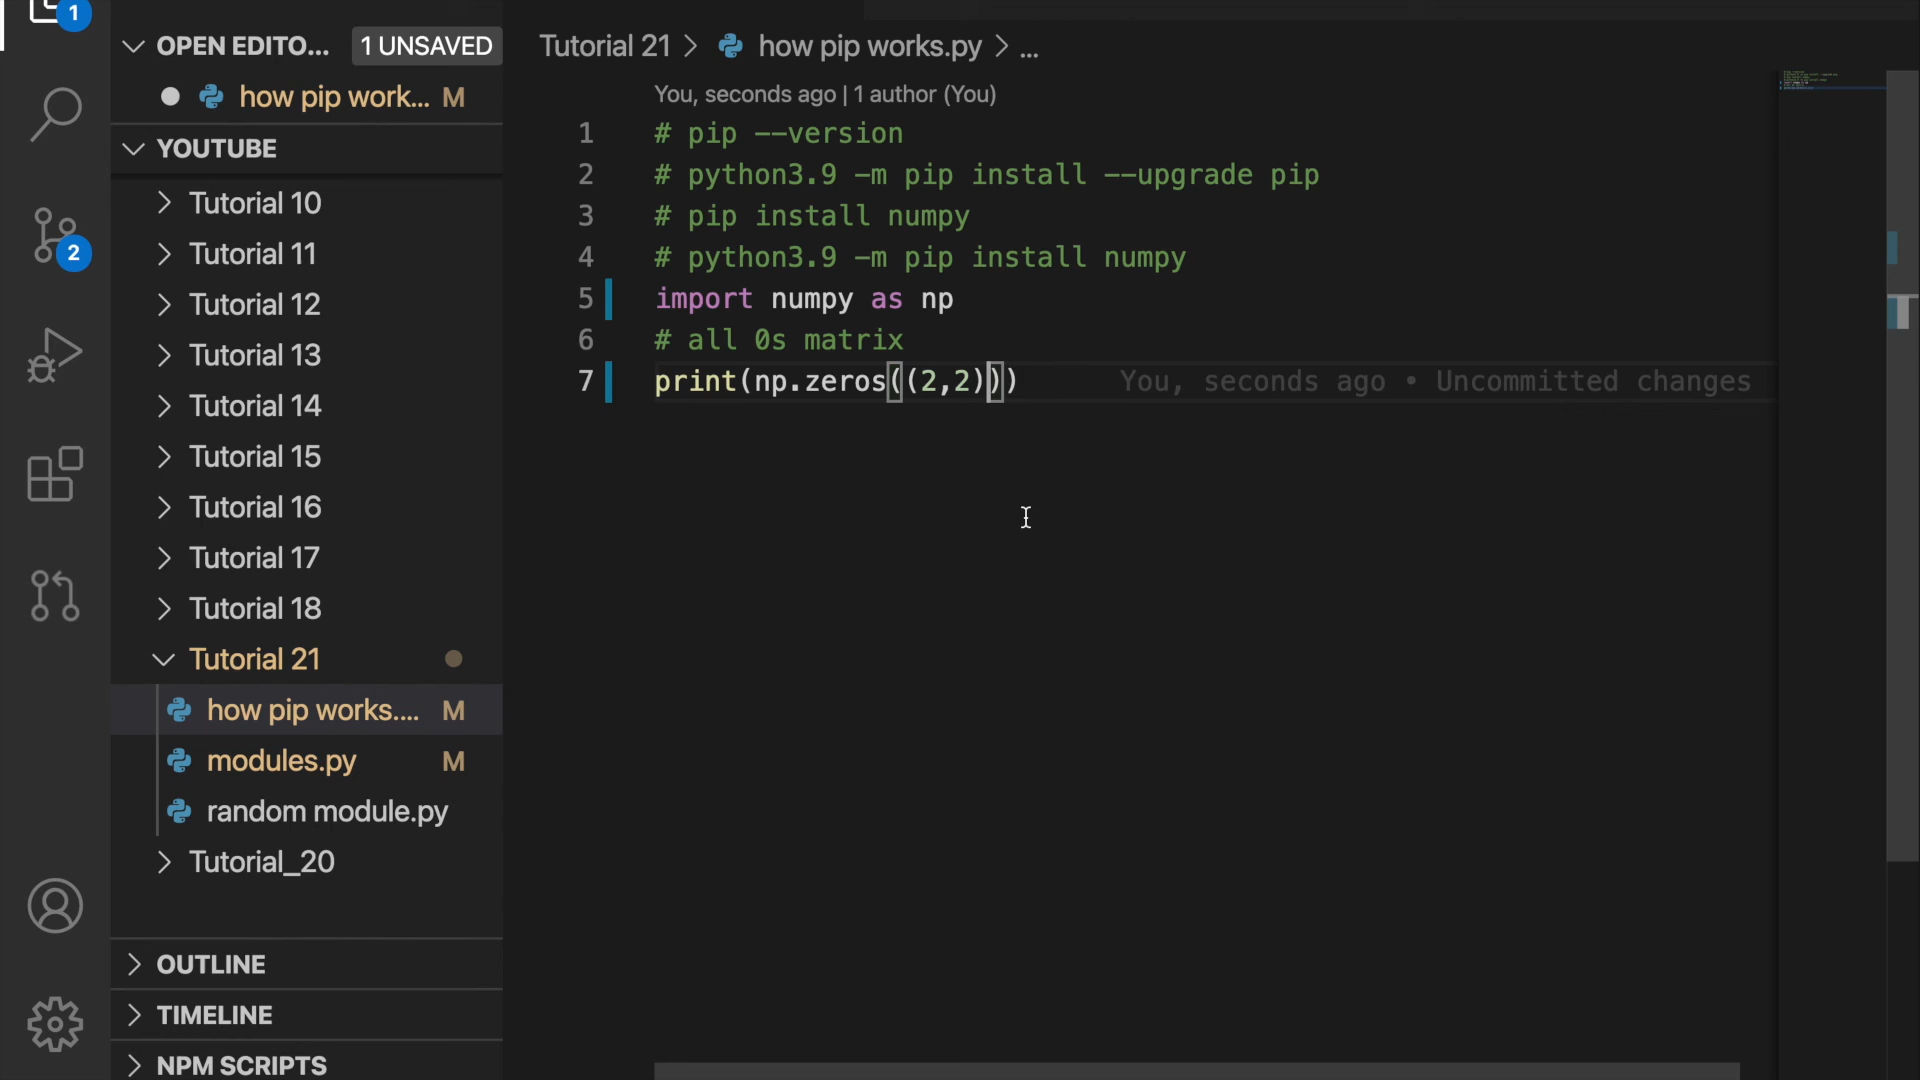 1
OPEN EDITO... 1 UNSAVED
how pip work... M
YOUTUBE
Tutorial 10
Tutorial 11
2
Tutorial 12
Tutorial 13
Tutorial 14
Tutorial 15
Tutorial 16
Tutorial 17
Tutorial 18
Tutorial 21
how pip works.... M
modules.py M
random module.py
Tutorial_20
OUTLINE
TIMELINE
NPM SCRIPTS
Tutorial 21 > how pip works.py > ...
You, seconds ago | 1 author (You)
1 # pip --version
2 # python3.9 -m pip install --upgrade pip
3 # pip install numpy
4 # python3.9 -m pip install numpy
5 import numpy as np
6 # all 0s matrix
7 print(np.zeros((2,2))) You, seconds ago • Uncommitted changes